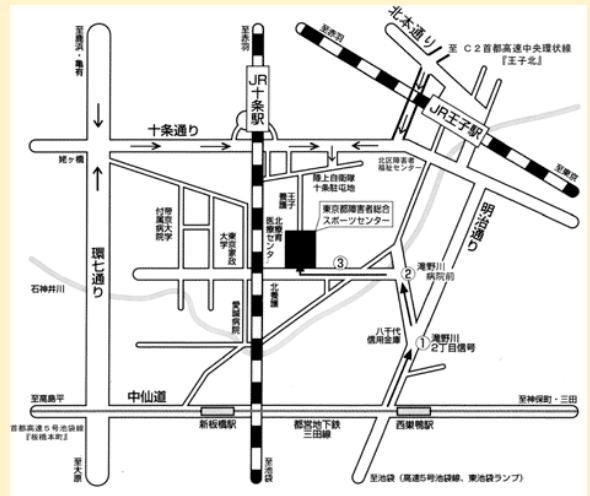 至鹿浜・亀有
至赤羽
北本通り
至 C2首都高速中央環状線
『王子北』
至赤羽
JR十条駅
JR王子駅
十条通り
姥ヶ橋
陸上自衛隊
十条駐屯地
北区障害者
福祉センター
至東京
明治通り
帝京大学
付属病院
東京家政
大学
北療育
医療センター
王子
養護
東京都障害者総合
スポーツセンター
環七通り
石神井川
③
②
滝野川
病院前
愛誠病院
北養護
八千代
信用金庫
①
滝野川
2丁目信号
至高島平
中仙道
至神保町・三田
首都高速5号池袋線
『板橋本町』
新板橋駅
都営地下鉄
三田線
西巣鴨駅
至大原
至池袋
至池袋(高速5号池袋線、東池袋ランプ)